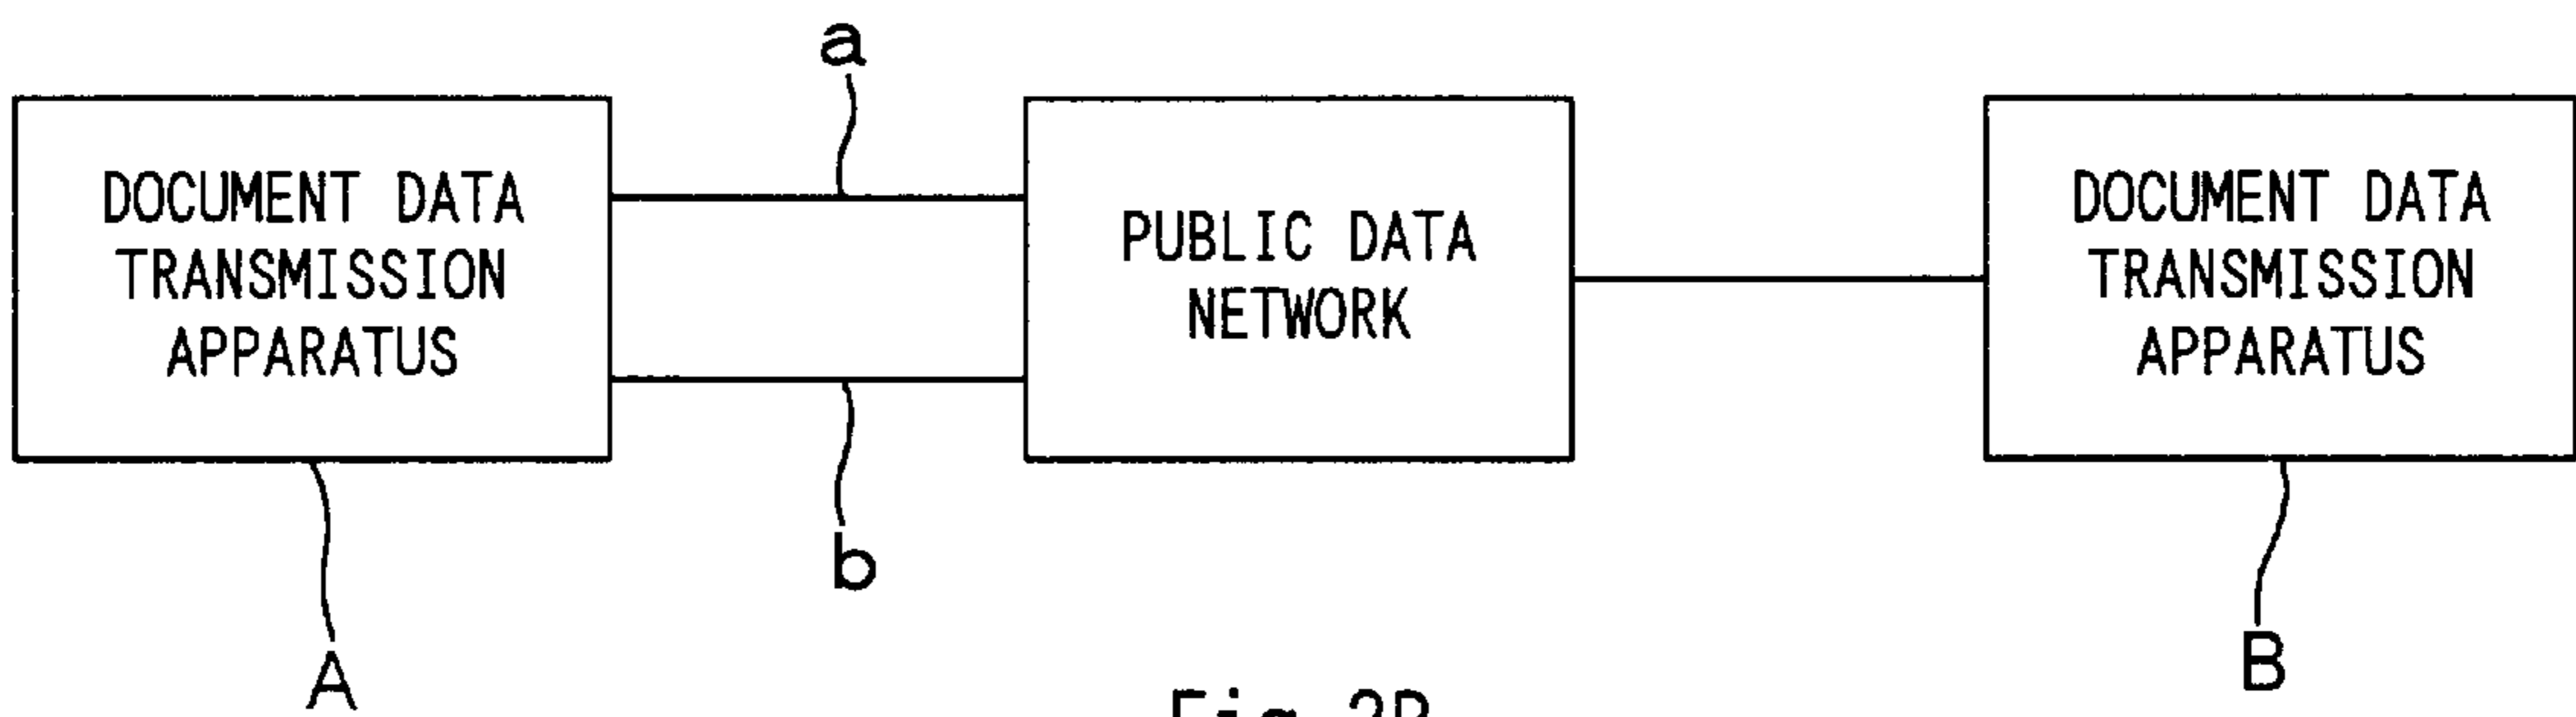 a
DOCUMENT DATA
TRANSMISSION
APPARATUS
PUBLIC DATA
NETWORK
DOCUMENT DATA
TRANSMISSION
APPARATUS
b
A
B